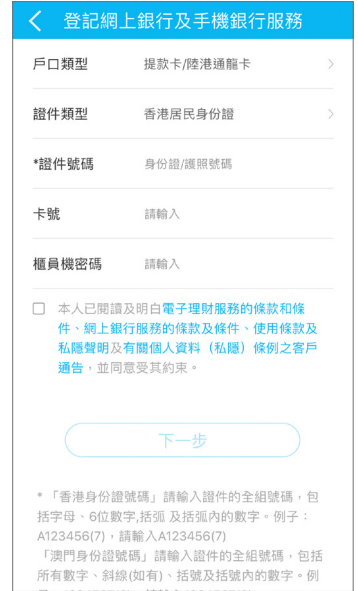 登記網上銀行及手機銀行服務
戶口類型 提款卡/陸港通龍卡
證件類型 香港居民身份證
*證件號碼 身份證/護照號碼
卡號 請輸入
櫃員機密碼 請輸入
本人已閱讀及明白電子理財服務的條款和條
件、網上銀行服務的條款及條件、使用條款及
私隱聲明及有關個人資料（私隱）條例之客戶
通告，並同意受其約束。
下一步
*「香港身份證號碼」請輸入證件的全組號碼，包
括字母、6位數字,括弧 及括弧內的數字。例子：
A123456(7)，請輸入A123456(7)
「澳門身份證號碼」請輸入證件的全組號碼，包括
所有數字、斜線(如有)、括號及括號內的數字。例